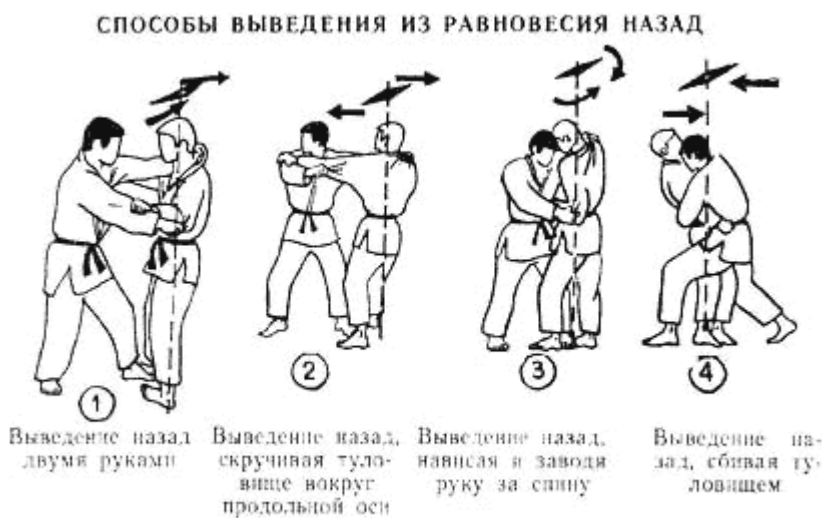 СПОСОБЫ ВЫВЕДЕНИЯ ИЗ РАВНОВЕСИЯ НАЗАД
1
Выведение назад
двумя руками
2
Выведение назад,
скручивая туло-
вище вокруг
продольной оси
3
Выведение назад,
нависая и заводя
руку за спину
4
Выведение на-
зад, сбивая ту-
ловищем